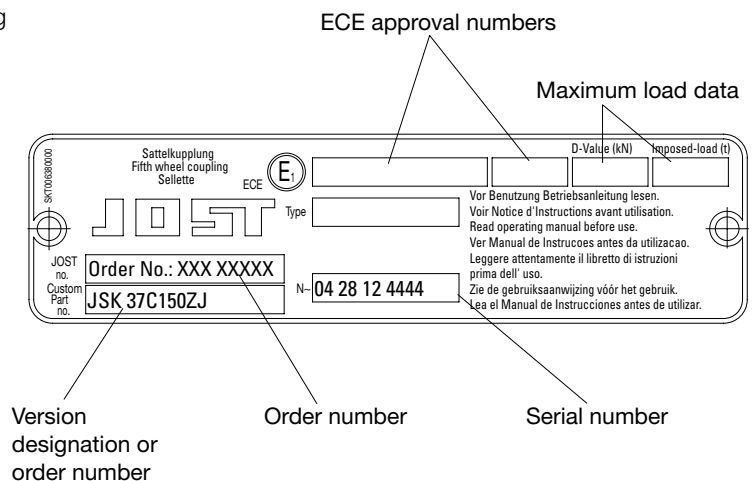 g
ECE approval numbers
Maximum load data
SKT006380000
Sattelkupplung
Fifth wheel coupling
Sellette
ECE
E1
D-Value (kN)
Imposed-load (t)
JOST
Type
Vor Benutzung Betriebsanleitung lesen.
Voir Notice d'Instructions avant utilisation.
Read operating manual before use.
Ver Manual de Instrucoes antes da utilizacao.
Leggere attentamente il libretto di istruzioni
prima dell' uso.
Zie de gebruiksaanwijzing vóór het gebruik.
Lea el Manual de Instrucciones antes de utilizar.
JOST
no.
Order No.: XXX XXXXX
Custom
Part
no.
JSK 37C150ZJ
N~
04 28 12 4444
Version
designation or
order number
Order number
Serial number